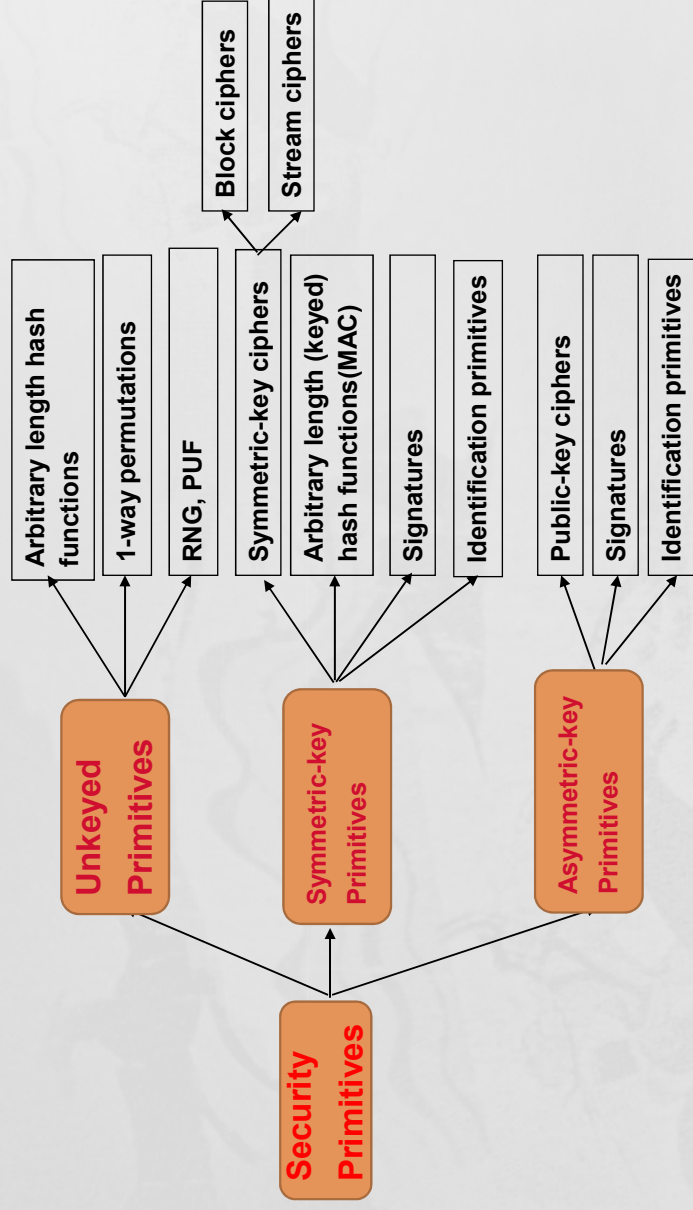 Security
Primitives
Unkeyed
Primitives
Symmetric-key
Primitives
Asymmetric-key
Primitives
Arbitrary length hash
functions
1-way permutations
RNG, PUF
Symmetric-key ciphers
Arbitrary length (keyed)
hash functions(MAC)
Signatures
Identification primitives
Public-key ciphers
Signatures
Identification primitives
Block ciphers
Stream ciphers